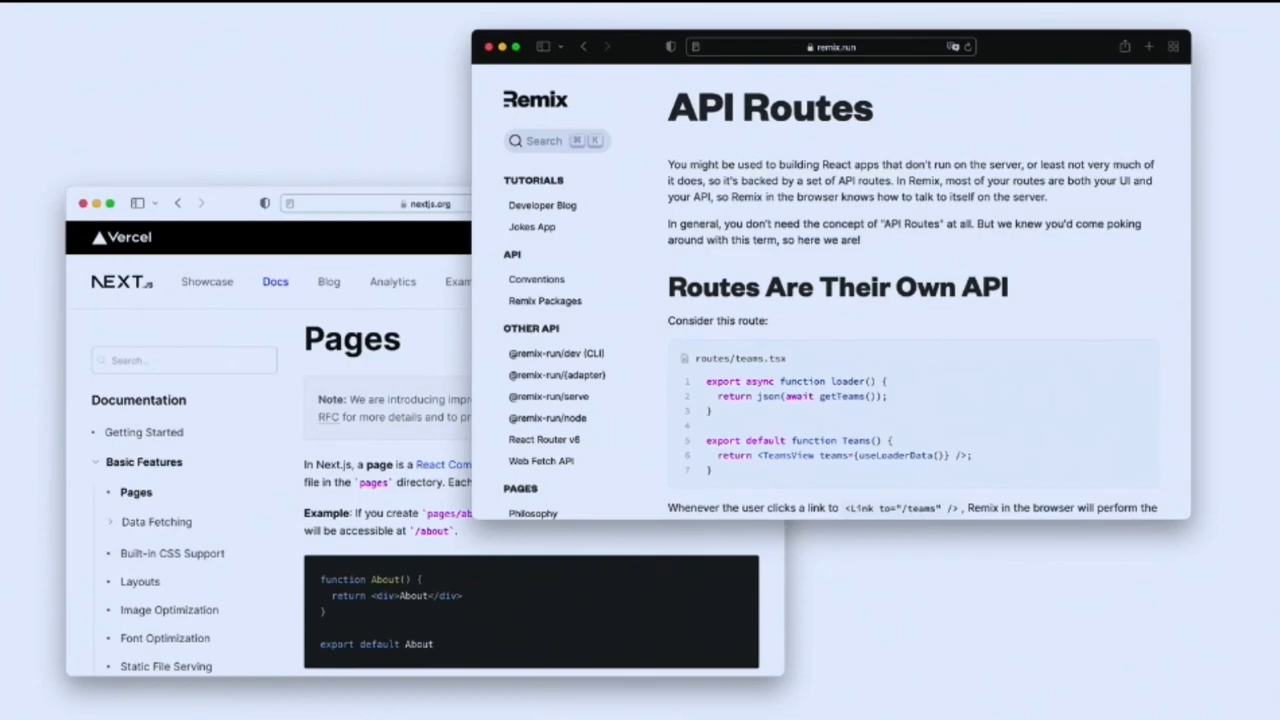 remix.run
Remix
Search ⌘ K
TUTORIALS
Developer Blog
Jokes App
API
Conventions
Remix Packages
OTHER API
@remix-run/dev (CLI)
@remix-run/{adapter}
@remix-run/serve
@remix-run/node
React Router v6
Web Fetch API
PAGES
Philosophy
API Routes
You might be used to building React apps that don't run on the server, or least not very much of
it does, so it's backed by a set of API routes. In Remix, most of your routes are both your UI and
your API, so Remix in the browser knows how to talk to itself on the server.
In general, you don't need the concept of "API Routes" at all. But we knew you'd come poking
around with this term, so here we are!
Routes Are Their Own API
Consider this route:
routes/teams.tsx
1 export async function loader() {
2 return json(await getTeams());
3 }
4
5 export default function Teams() {
6 return <TeamsView teams={useLoaderData()} />;
7 }
Whenever the user clicks a link to <Link to="/teams" />, Remix in the browser will perform the
nextjs.org
Vercel
NEXT.JS Showcase Docs Blog Analytics Exam
Search...
Documentation
Getting Started
Basic Features
Pages
Data Fetching
Built-in CSS Support
Layouts
Image Optimization
Font Optimization
Static File Serving
Pages
Note: We are introducing impr
RFC for more details and to pr
In Next.js, a page is a React Com
file in the `pages` directory. Each
Example: If you create `pages/ab
will be accessible at `/about`.
function About() {
return <div>About</div>
}
export default About